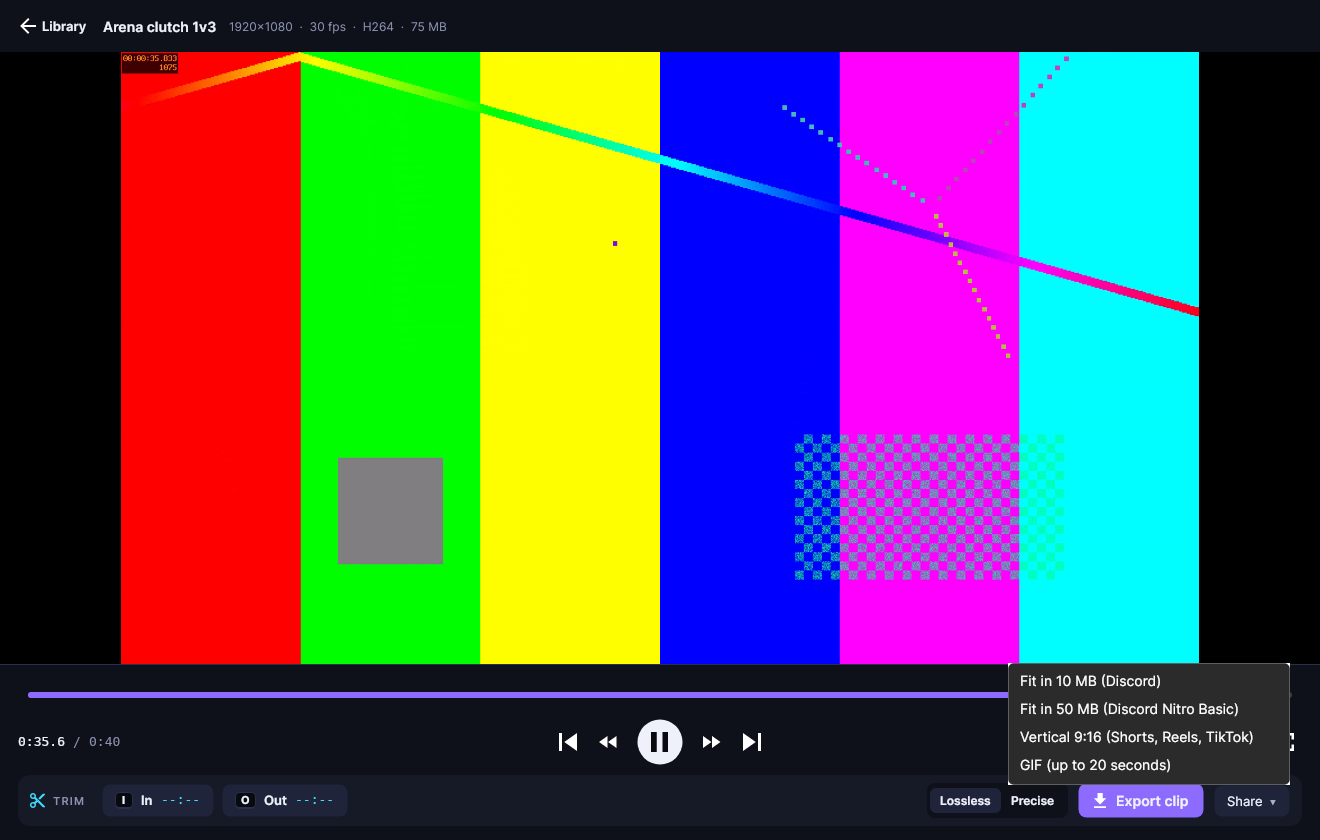 Library Arena clutch 1v3 1920×1080 · 30 fps · H264 · 75 MB
00:00:35.833
1075
Fit in 10 MB (Discord)
Fit in 50 MB (Discord Nitro Basic)
Vertical 9:16 (Shorts, Reels, TikTok)
GIF (up to 20 seconds)
0:35.6 / 0:40
TRIM I In --:-- O Out --:-- Lossless Precise Export clip Share ▾